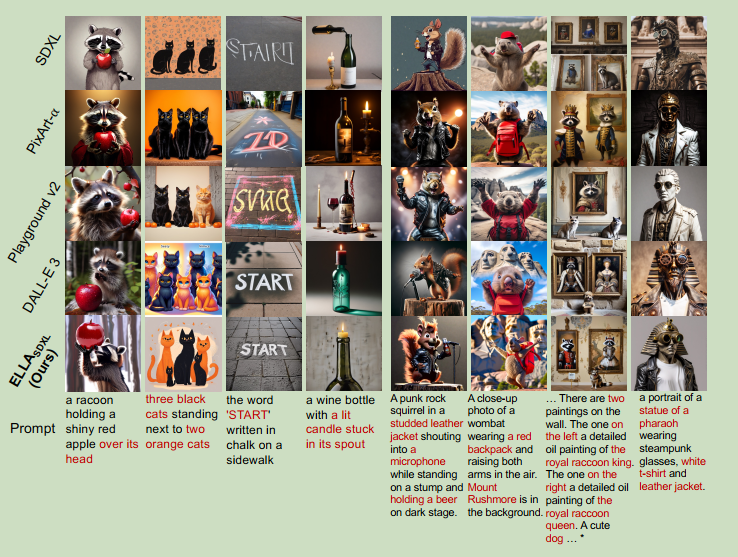 SDXL
STAIRD
PixArt-α
Playground v2
DALL-E 3
START
ELLA SDXL
(Ours)
START
Prompt
a racoon
holding a
shiny red
apple over its
head
three black
cats standing
next to two
orange cats
the word
'START'
written in
chalk on a
sidewalk
a wine bottle
with a lit
candle stuck
in its spout
A punk rock
squirrel in a
studded leather
jacket shouting
into a
microphone
while standing
on a stump and
holding a beer
on dark stage.
A close-up
photo of a
wombat
wearing a red
backpack and
raising both
arms in the air.
Mount
Rushmore is in
the background.
... There are two
paintings on the
wall. The one on
the left a detailed
oil painting of the
royal raccoon king.
The one on the
right a detailed oil
painting of the
royal raccoon
queen. A cute
dog ... *
a portrait of a
statue of a
pharaoh
wearing
steampunk
glasses, white
t-shirt and
leather jacket.